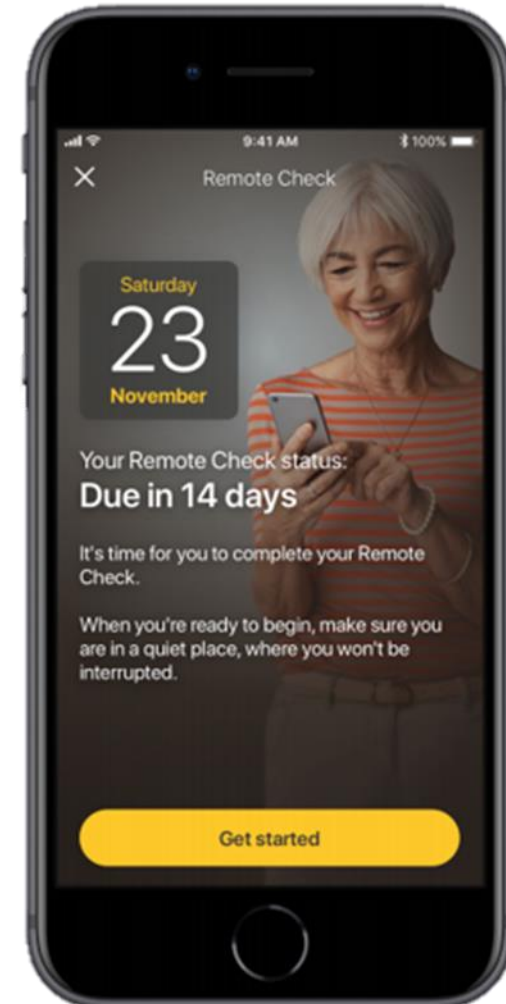 9:41 AM 100%
Remote Check
Saturday
23
November
Your Remote Check status:
Due in 14 days
It's time for you to complete your Remote
Check.
When you're ready to begin, make sure you
are in a quiet place, where you won't be
interrupted.
Get started